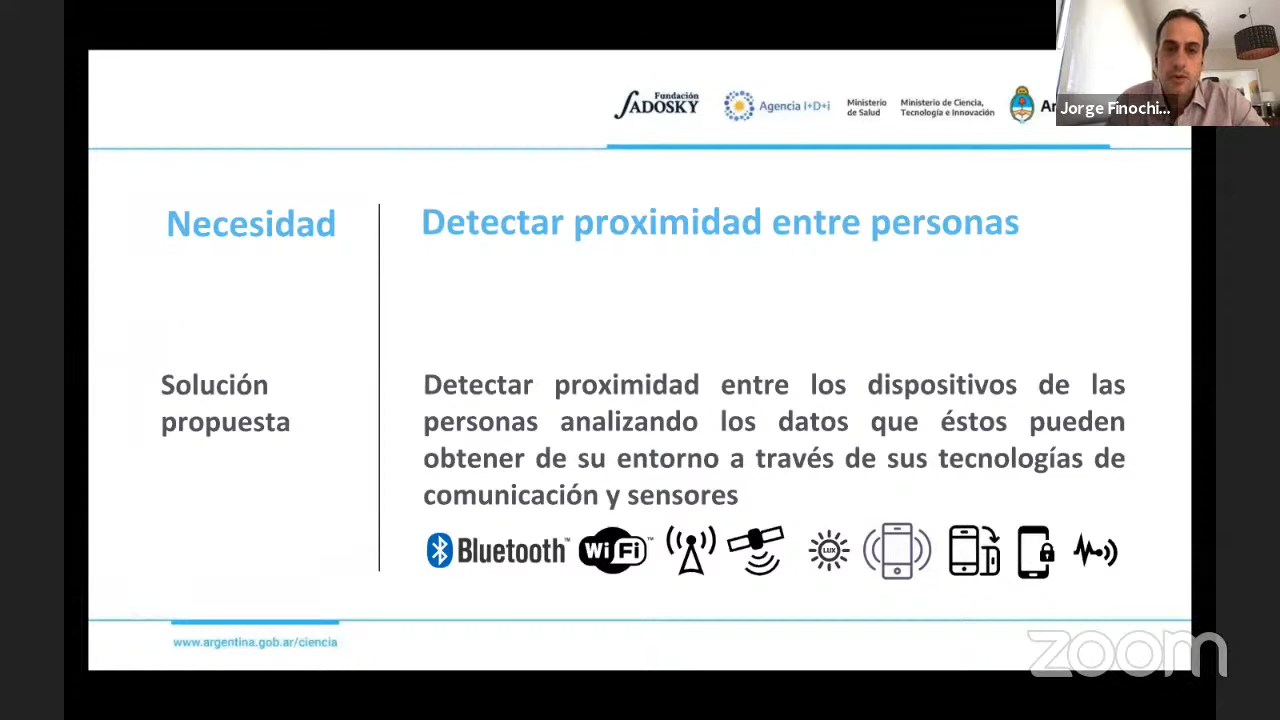 Fundación
SADOSKY
Agencia I+D+i
Ministerio
de Salud
Ministerio de Ciencia,
Tecnología e Innovación
Jorge Finochi...
Necesidad
Detectar proximidad entre personas
Solución
propuesta
Detectar proximidad entre los dispositivos de las
personas analizando los datos que éstos pueden
obtener de su entorno a través de sus tecnologías de
comunicación y sensores
Bluetooth™
WiFi™
LUX
www.argentina.gob.ar/ciencia
zoom